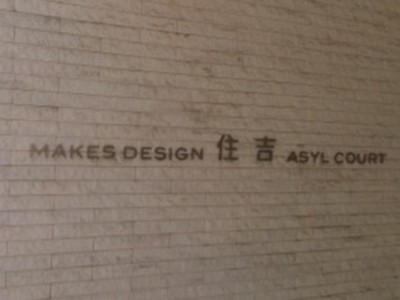 MAKES DESIGN 住吉 ASYL COURT